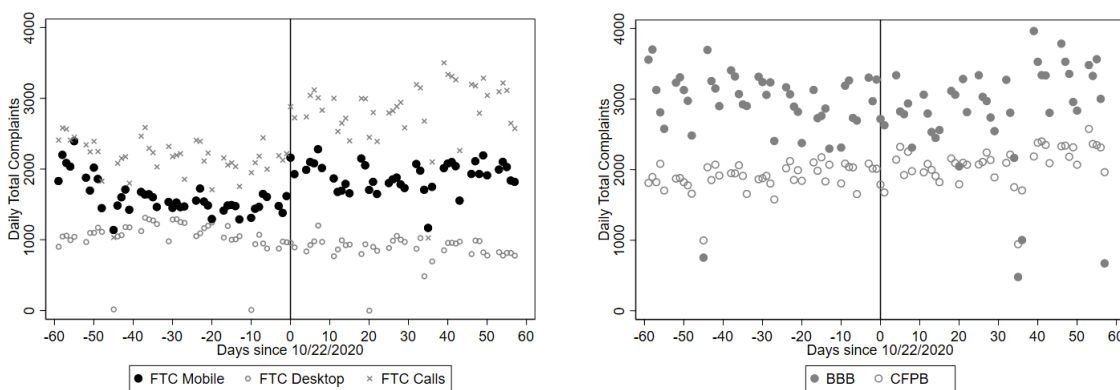 Daily Total Complaints
4000
3000
2000
1000
0
-60 -50 -40 -30 -20 -10 0 10 20 30 40 50 60
Days since 10/22/2020
FTC Mobile FTC Desktop FTC Calls
Daily Total Complaints
4000
3000
2000
1000
0
-60 -50 -40 -30 -20 -10 0 10 20 30 40 50 60
Days since 10/22/2020
BBB CFPB